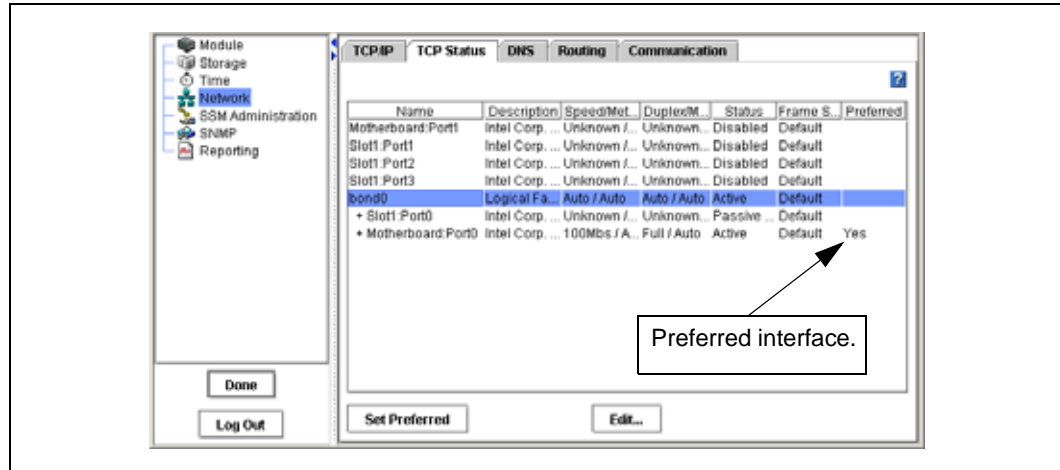 Module
Storage
Time
Network
SSM Administration
SNMP
Reporting
Done
Log Out
TCP/IP TCP Status DNS Routing Communication
?
Name Description Speed/Met... Duplex/M... Status Frame S... Preferred
Motherboard:Port1 Intel Corp. ... Unknown /... Unknown... Disabled Default
Slot1:Port1 Intel Corp. ... Unknown /... Unknown... Disabled Default
Slot1:Port2 Intel Corp. ... Unknown /... Unknown... Disabled Default
Slot1:Port3 Intel Corp. ... Unknown /... Unknown... Disabled Default
bond0 Logical Fa... Auto / Auto Auto / Auto Active Default
+ Slot1:Port0 Intel Corp. ... Unknown /... Unknown... Passive ... Default
+ Motherboard:Port0 Intel Corp. ... 100Mbs / A... Full / Auto Active Default Yes
Preferred interface.
Set Preferred Edit...